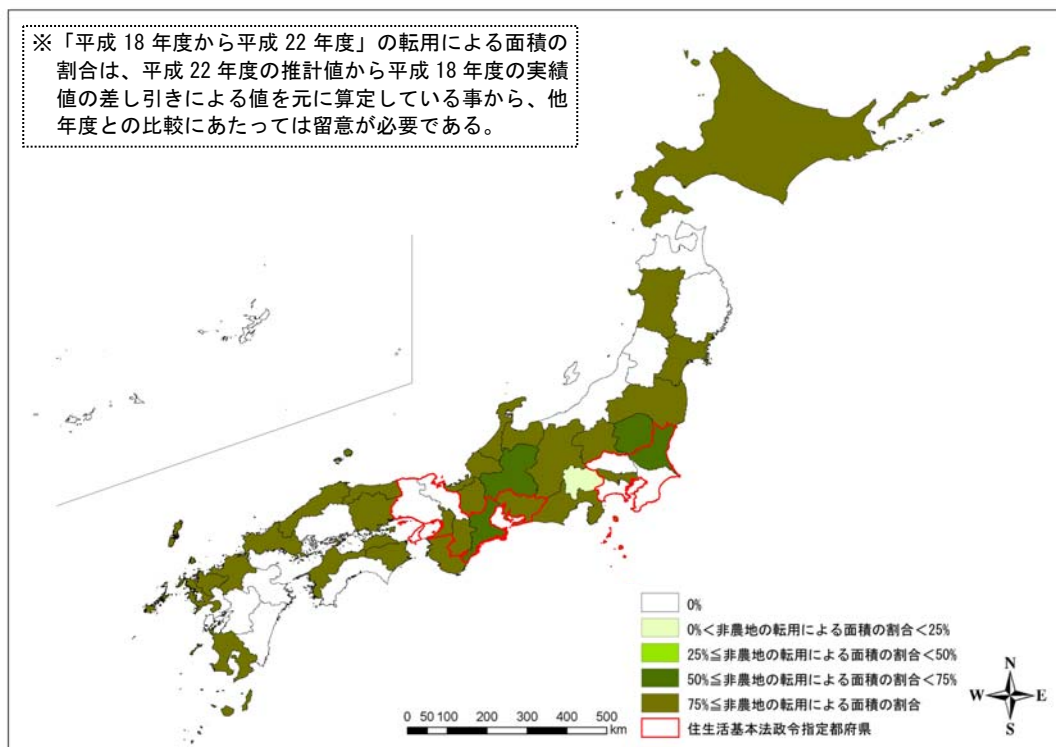 ※「平成 18 年度から平成 22 年度」の転用による面積の
割合は、平成 22 年度の推計値から平成 18 年度の実績
値の差し引きによる値を元に算定している事から、他
年度との比較にあたっては留意が必要である。
0%
0%<非農地の転用による面積の割合<25%
25%≦非農地の転用による面積の割合<50%
50%≦非農地の転用による面積の割合<75%
75%≦非農地の転用による面積の割合
住生活基本法政令指定都府県
0 50 100 200 300 400 500
km
N
W E
S